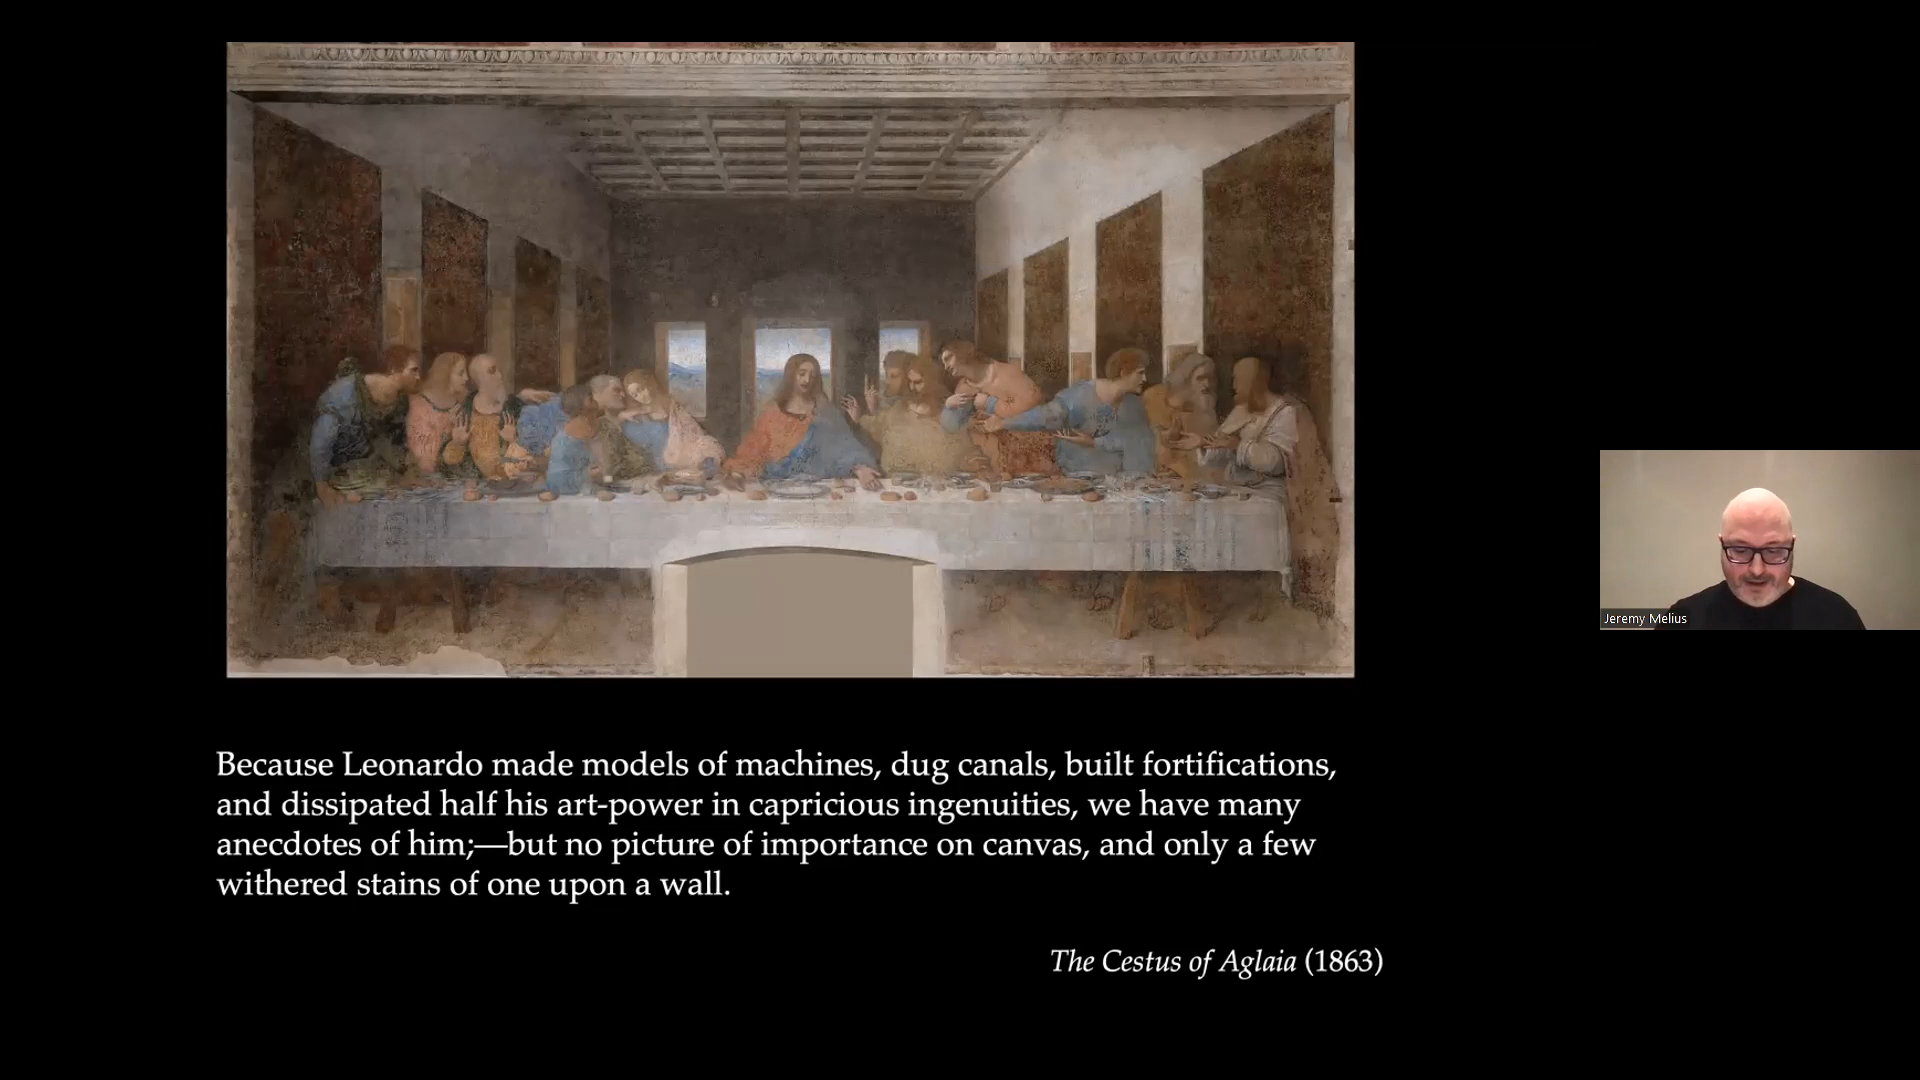 Jeremy Melius
Because Leonardo made models of machines, dug canals, built fortifications,
and dissipated half his art-power in capricious ingenuities, we have many
anecdotes of him;—but no picture of importance on canvas, and only a few
withered stains of one upon a wall.
The Cestus of Aglaia (1863)